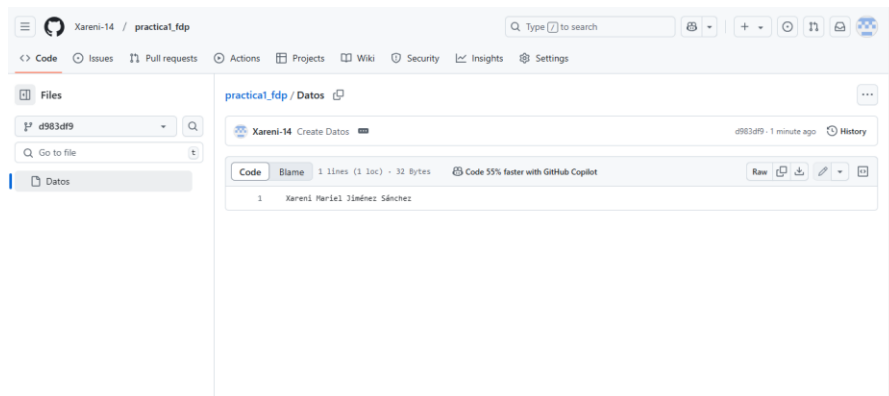 Xareni-14 / practica1_fdp
Type / to search
Code Issues Pull requests Actions Projects Wiki Security Insights Settings
Files
d983df9
Go to file t
Datos
practica1_fdp / Datos
Xareni-14 Create Datos
d983df9 · 1 minute ago History
Code Blame 1 lines (1 loc) · 32 Bytes Code 55% faster with GitHub Copilot Raw
1 Xareni Mariel Jiménez Sánchez